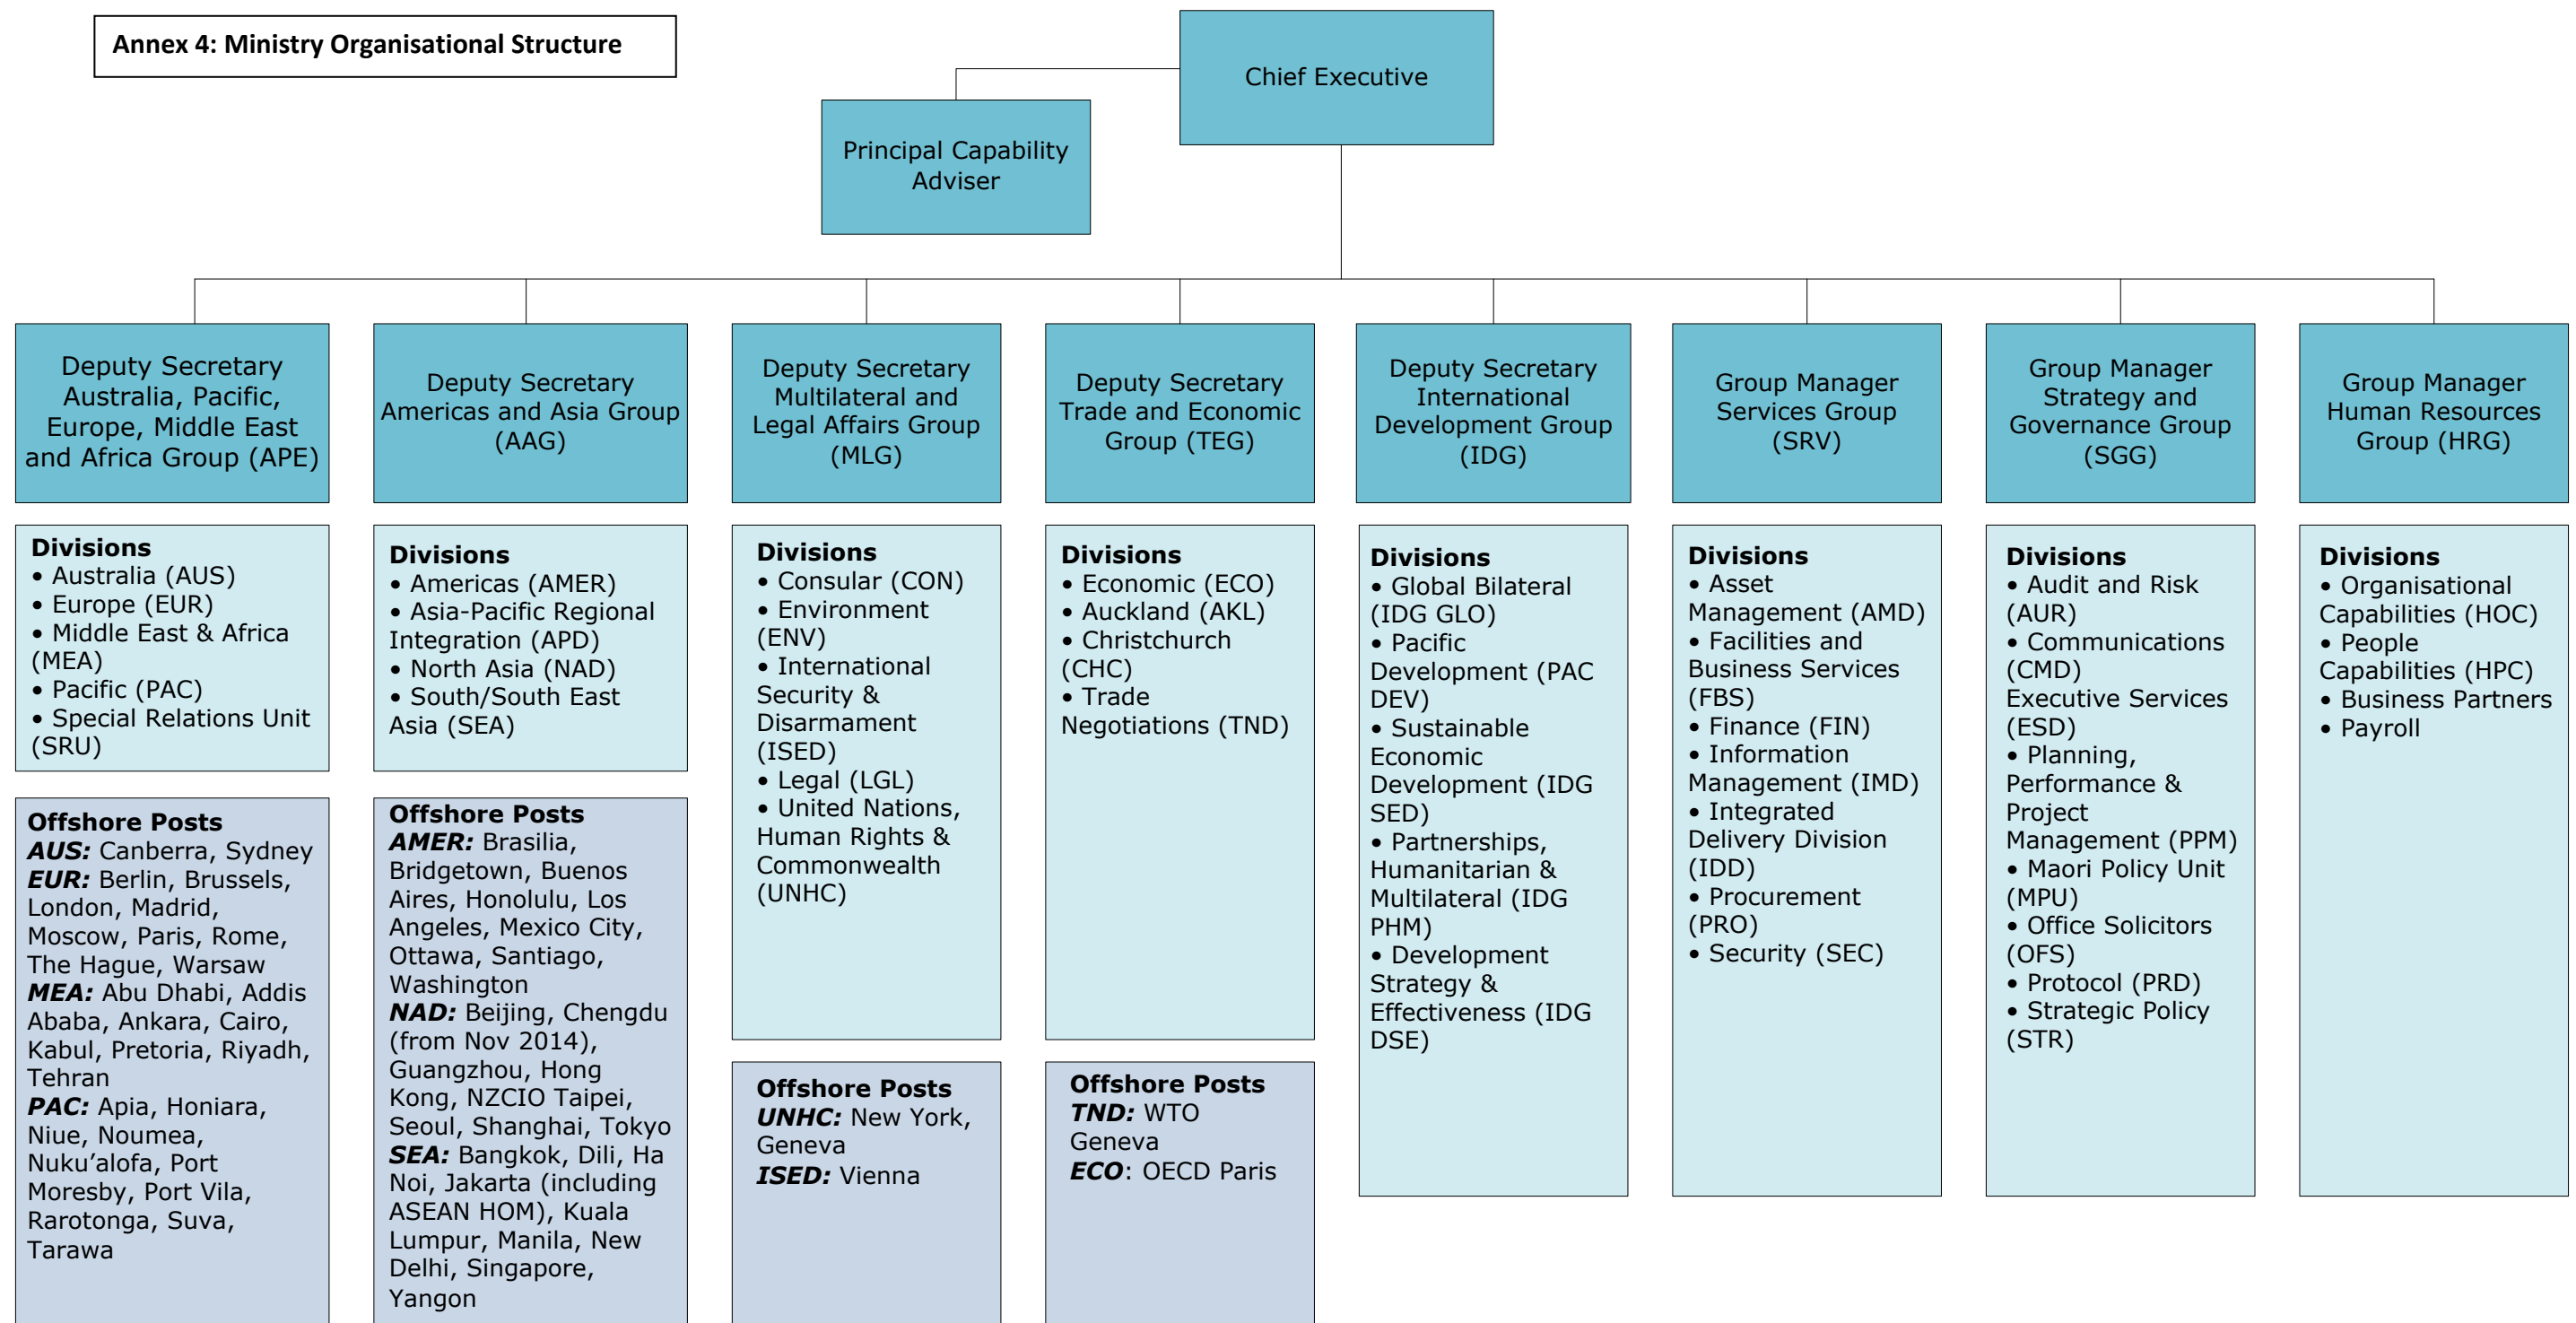 Annex 4: Ministry Organisational Structure
Chief Executive
Principal Capability
Adviser
Deputy Secretary
Australia, Pacific,
Europe, Middle East
and Africa Group (APE)
Deputy Secretary
Americas and Asia Group
(AAG)
Deputy Secretary
Multilateral and
Legal Affairs Group
(MLG)
Deputy Secretary
Trade and Economic
Group (TEG)
Deputy Secretary
International
Development Group
(IDG)
Group Manager
Services Group
(SRV)
Group Manager
Strategy and
Governance Group
(SGG)
Group Manager
Human Resources
Group (HRG)
Divisions
• Australia (AUS)
• Europe (EUR)
• Middle East & Africa
(MEA)
• Pacific (PAC)
• Special Relations Unit
(SRU)
Divisions
• Americas (AMER)
• Asia-Pacific Regional
Integration (APD)
• North Asia (NAD)
• South/South East
Asia (SEA)
Divisions
• Consular (CON)
• Environment
(ENV)
• International
Security &
Disarmament
(ISED)
• Legal (LGL)
• United Nations,
Human Rights &
Commonwealth
(UNHC)
Divisions
• Economic (ECO)
• Auckland (AKL)
• Christchurch
(CHC)
• Trade
Negotiations (TND)
Divisions
• Global Bilateral
(IDG GLO)
• Pacific
Development (PAC
DEV)
• Sustainable
Economic
Development (IDG
SED)
• Partnerships,
Humanitarian &
Multilateral (IDG
PHM)
• Development
Strategy &
Effectiveness (IDG
DSE)
Divisions
• Asset
Management (AMD)
• Facilities and
Business Services
(FBS)
• Finance (FIN)
• Information
Management (IMD)
• Integrated
Delivery Division
(IDD)
• Procurement
(PRO)
• Security (SEC)
Divisions
• Audit and Risk
(AUR)
• Communications
(CMD)
Executive Services
(ESD)
• Planning,
Performance &
Project
Management (PPM)
• Maori Policy Unit
(MPU)
• Office Solicitors
(OFS)
• Protocol (PRD)
• Strategic Policy
(STR)
Divisions
• Organisational
Capabilities (HOC)
• People
Capabilities (HPC)
• Business Partners
• Payroll
Offshore Posts
AUS: Canberra, Sydney
EUR: Berlin, Brussels,
London, Madrid,
Moscow, Paris, Rome,
The Hague, Warsaw
MEA: Abu Dhabi, Addis
Ababa, Ankara, Cairo,
Kabul, Pretoria, Riyadh,
Tehran
PAC: Apia, Honiara,
Niue, Noumea,
Nuku’alofa, Port
Moresby, Port Vila,
Rarotonga, Suva,
Tarawa
Offshore Posts
AMER: Brasilia,
Bridgetown, Buenos
Aires, Honolulu, Los
Angeles, Mexico City,
Ottawa, Santiago,
Washington
NAD: Beijing, Chengdu
(from Nov 2014),
Guangzhou, Hong
Kong, NZCIO Taipei,
Seoul, Shanghai, Tokyo
SEA: Bangkok, Dili, Ha
Noi, Jakarta (including
ASEAN HOM), Kuala
Lumpur, Manila, New
Delhi, Singapore,
Yangon
Offshore Posts
UNHC: New York,
Geneva
ISED: Vienna
Offshore Posts
TND: WTO
Geneva
ECO: OECD Paris